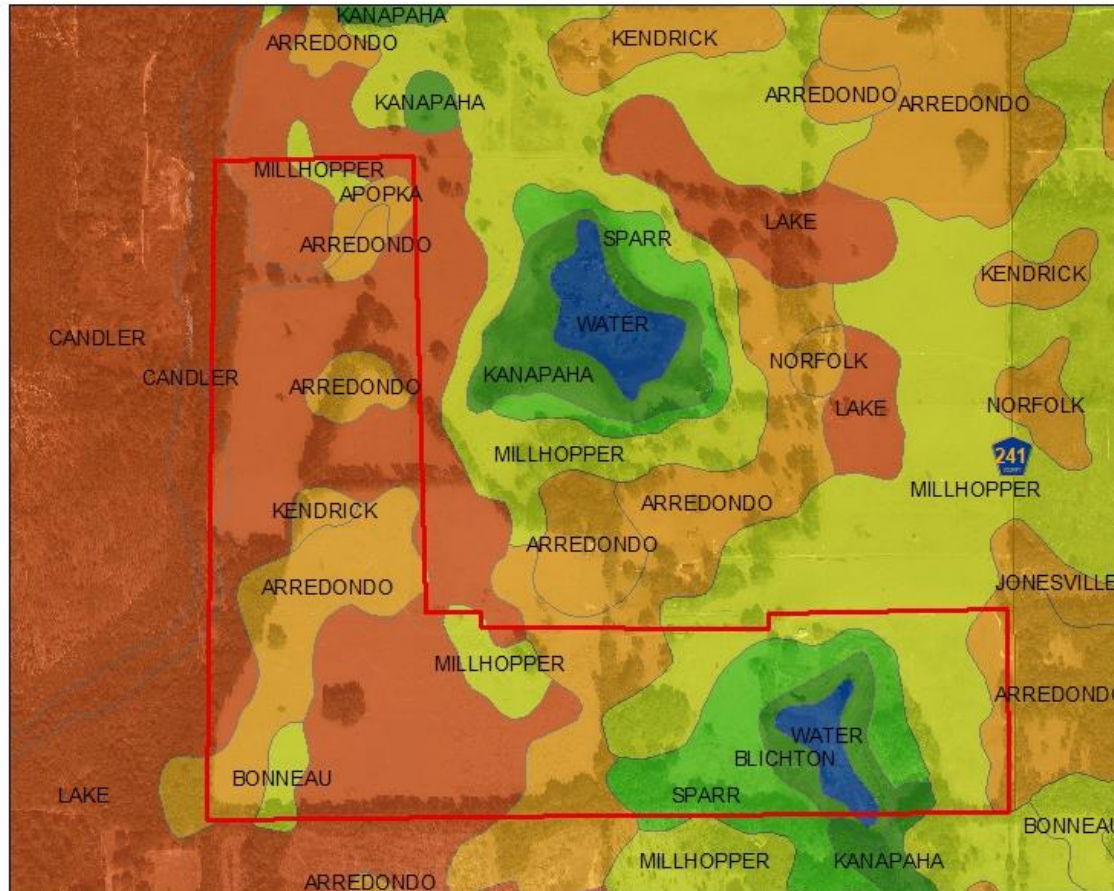 KANAPAHA
ARREDONDO
KENDRICK
KANAPAHA
ARREDONDO
ARREDONDO
MILLHOPPER
APOPKA
LAKE
SPARR
ARREDONDO
KENDRICK
WATER
CANDLER
NORFOLK
CANDLER
KANAPAHA
ARREDONDO
NORFOLK
LAKE
MILLHOPPER
241
MILLHOPPER
KENDRICK
ARREDONDO
ARREDONDO
ARREDONDO
JONESVILLE
MILLHOPPER
ARREDONDO
WATER
BLICHTON
BONNEAU
LAKE
SPARR
BONNEAU
MILLHOPPER
KANAPAHA
ARREDONDO